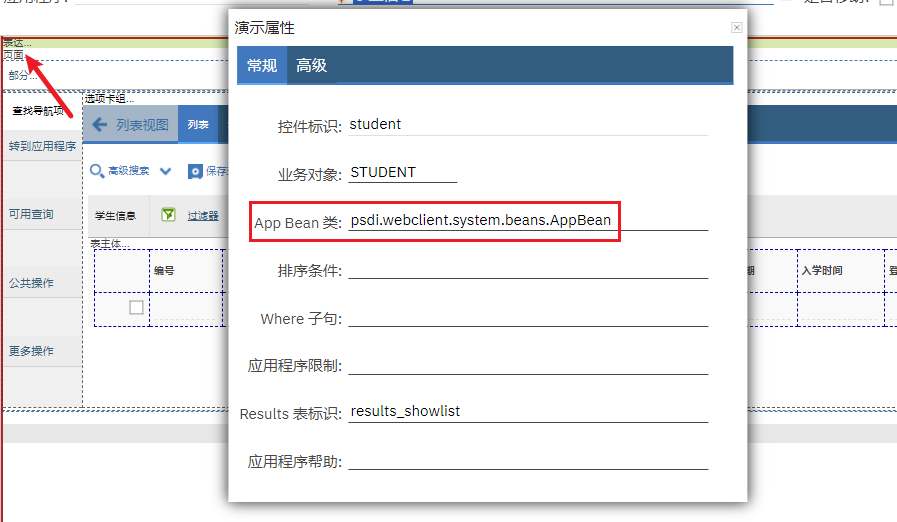 表达...
页面...
部分...
查找导航项
转到应用程序
可用查询
公共操作
更多操作
选项卡组...
列表视图
列表
高级搜索
保存
学生信息
过滤器
表主体...
编号
期
入学时间
演示属性
常规
高级
控件标识: student
业务对象: STUDENT
App Bean 类: psdi.webclient.system.beans.AppBean
排序条件:
Where 子句:
应用程序限制:
Results 表标识: results_showlist
应用程序帮助: